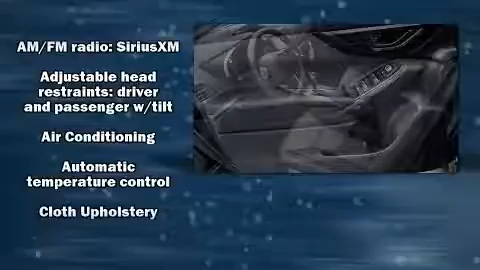 AM/FM radio: SiriusXM
Adjustable head
restraints: driver
and passenger w/tilt
Air Conditioning
Automatic
temperature control
Cloth Upholstery